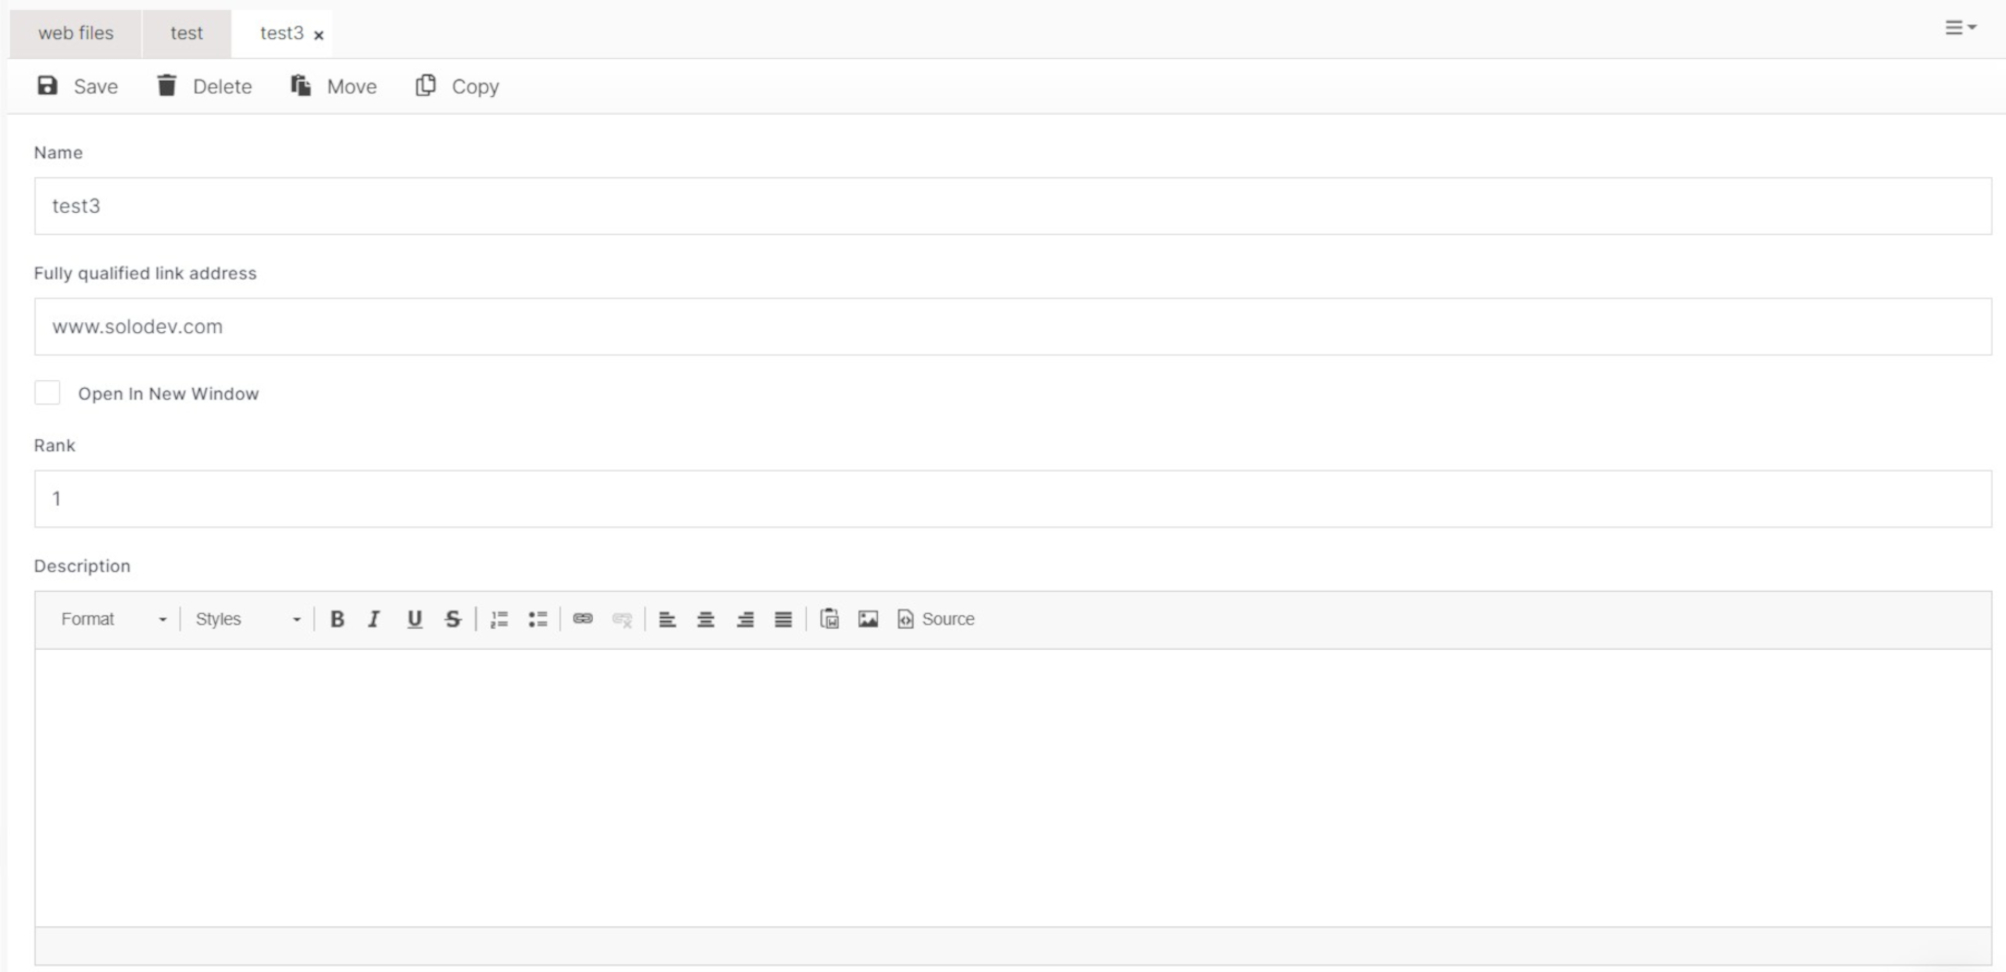 web files test test3 ×
Save Delete Move Copy
Name
test3
Fully qualified link address
www.solodev.com
Open In New Window
Rank
1
Description
Format Styles B I U S Source